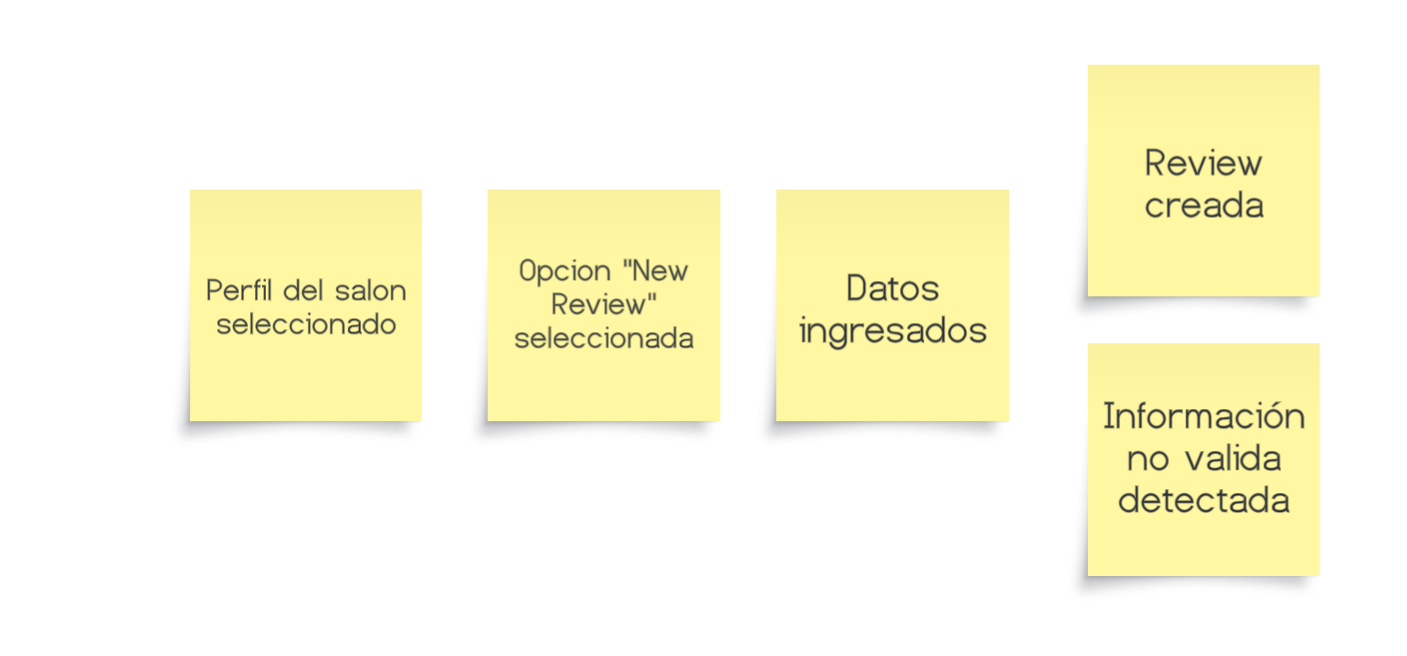 Perfil del salon
seleccionado
Opcion "New
Review"
seleccionada
Datos
ingresados
Review
creada
Información
no valida
detectada